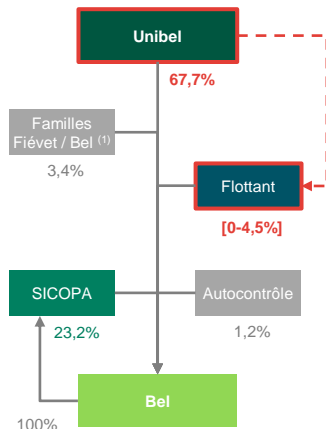 Unibel
67,7%
Familles
Fiévet / Bel (1)
3,4%
Flottant
[0-4,5%]
SICOPA
Autocontrôle
23,2%
1,2%
Bel
100%